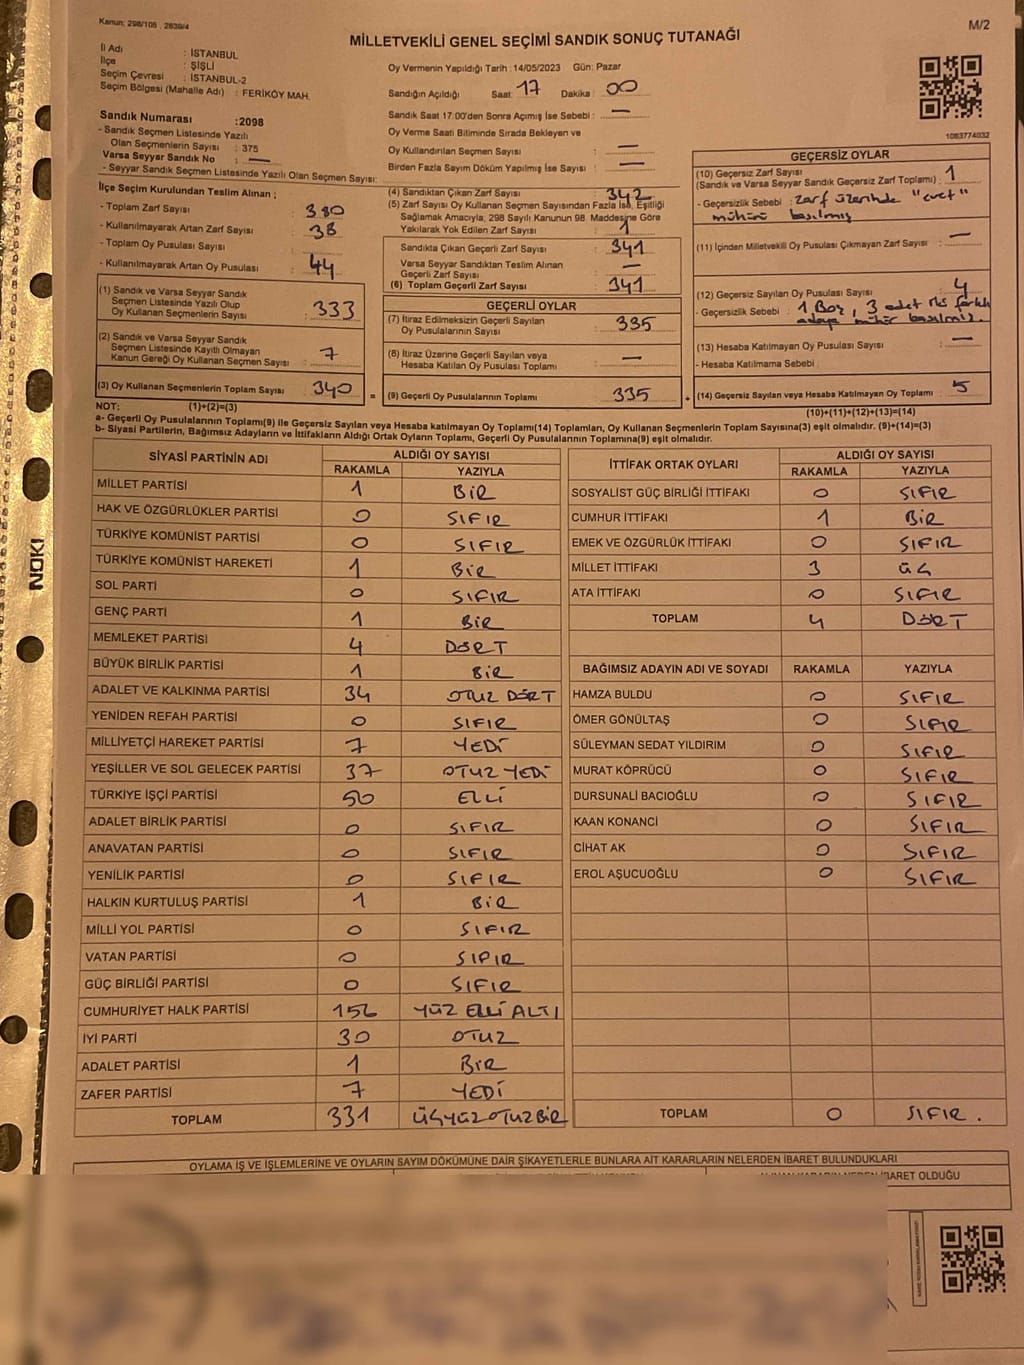 Kanun: 298/105 , 2839/4
M/2
MİLLETVEKİLİ GENEL SEÇİMİ SANDIK SONUÇ TUTANAĞI
İl Adı : İSTANBUL
İlçe : ŞİŞLİ
Seçim Çevresi : İSTANBUL-2
Seçim Bölgesi (Mahalle Adı) : FERİKÖY MAH.
Sandık Numarası :2098
- Sandık Seçmen Listesinde Yazılı
Olan Seçmenlerin Sayısı : 375
Varsa Seyyar Sandık No : —
- Seyyar Sandık Seçmen Listesinde Yazılı Olan Seçmen Sayısı:
Oy Vermenin Yapıldığı Tarih :14/05/2023 Gün: Pazar
Sandığın Açıldığı Saat: 17 Dakika : 00
Sandık Saat 17:00'den Sonra Açımış İse Sebebi : —
Oy Verme Saati Bitiminde Sırada Bekleyen ve
Oy Kullandırılan Seçmen Sayısı : —
Birden Fazla Sayım Döküm Yapılmış İse Sayısı : —
1083774032
İlçe Seçim Kurulundan Teslim Alınan ;
- Toplam Zarf Sayısı : 380
- Kullanılmayarak Artan Zarf Sayısı : 38
- Toplam Oy Pusulası Sayısı :
- Kullanılmayarak Artan Oy Pusulası : 44
(1) Sandık ve Varsa Seyyar Sandık
Seçmen Listesinde Yazılı Olup
Oy Kullanan Seçmenlerin Sayısı : 333
(2) Sandık ve Varsa Seyyar Sandık
Seçmen Listesinde Kayıtlı Olmayan
Kanun Gereği Oy Kullanan Seçmen Sayısı : 7
(3) Oy Kullanan Seçmenlerin Toplam Sayısı : 340
(4) Sandıktan Çıkan Zarf Sayısı : 342
(5) Zarf Sayısı Oy Kullanan Seçmen Sayısından Fazla İse, Eşitliği
Sağlamak Amacıyla; 298 Sayılı Kanunun 98. Maddesine Göre
Yakılarak Yok Edilen Zarf Sayısı : 1
Sandıkta Çıkan Geçerli Zarf Sayısı : 341
Varsa Seyyar Sandıktan Teslim Alınan
Geçerli Zarf Sayısı : —
(6) Toplam Geçerli Zarf Sayısı : 341
GEÇERLİ OYLAR
(7) İtiraz Edilmeksizin Geçerli Sayılan
Oy Pusulalarının Sayısı : 335
(8) İtiraz Üzerine Geçerli Sayılan veya
Hesaba Katılan Oy Pusulası Toplamı : —
= (9) Geçerli Oy Pusulalarının Toplamı : 335
GEÇERSİZ OYLAR
(10) Geçersiz Zarf Sayısı : 1
(Sandık ve Varsa Seyyar Sandık Geçersiz Zarf Toplamı)
- Geçersizlik Sebebi : Zarf üzerinde "evet"
mühürü basılmış
(11) İçinden Milletvekili Oy Pusulası Çıkmayan Zarf Sayısı : —
(12) Geçersiz Sayılan Oy Pusulası Sayısı : 4
- Geçersizlik Sebebi : 1 Boş, 3 adet iki farklı
adaya mühür basılmış.
(13) Hesaba Katılmayan Oy Pusulası Sayısı : —
- Hesaba Katılmama Sebebi :
+ (14) Geçersiz Sayılan veya Hesaba Katılmayan Oy Toplamı : 5
NOT: (1)+(2)=(3)
(10)+(11)+(12)+(13)=(14)
a- Geçerli Oy Pusulalarının Toplamı(9) ile Geçersiz Sayılan veya Hesaba katılmayan Oy Toplamı(14) Toplamları, Oy Kullanan Seçmenlerin Toplam Sayısına(3) eşit olmalıdır. (9)+(14)=(3)
b- Siyasi Partilerin, Bağımsız Adayların ve İttifakların Aldığı Ortak Oyların Toplamı, Geçerli Oy Pusulalarının Toplamına(9) eşit olmalıdır.
SİYASİ PARTİNİN ADI ALDIĞI OY SAYISI
RAKAMLA YAZIYLA
MİLLET PARTİSİ 1 BİR
HAK VE ÖZGÜRLÜKLER PARTİSİ 0 SIFIR
TÜRKİYE KOMÜNİST PARTİSİ 0 SIFIR
TÜRKİYE KOMÜNİST HAREKETİ 1 BİR
SOL PARTİ 0 SIFIR
GENÇ PARTİ 1 BİR
MEMLEKET PARTİSİ 4 DÖRT
BÜYÜK BİRLİK PARTİSİ 1 BİR
ADALET VE KALKINMA PARTİSİ 34 OTUZ DÖRT
YENİDEN REFAH PARTİSİ 0 SIFIR
MİLLİYETÇİ HAREKET PARTİSİ 7 YEDİ
YEŞİLLER VE SOL GELECEK PARTİSİ 37 OTUZ YEDİ
TÜRKİYE İŞÇİ PARTİSİ 50 ELLİ
ADALET BİRLİK PARTİSİ 0 SIFIR
ANAVATAN PARTİSİ 0 SIFIR
YENİLİK PARTİSİ 0 SIFIR
HALKIN KURTULUŞ PARTİSİ 1 BİR
MİLLİ YOL PARTİSİ 0 SIFIR
VATAN PARTİSİ 0 SIFIR
GÜÇ BİRLİĞİ PARTİSİ 0 SIFIR
CUMHURİYET HALK PARTİSİ 156 YÜZ ELLİ ALTI
İYİ PARTİ 30 OTUZ
ADALET PARTİSİ 1 BİR
ZAFER PARTİSİ 7 YEDİ
TOPLAM 331 ÜÇYÜZOTUZBİR
İTTİFAK ORTAK OYLARI ALDIĞI OY SAYISI
RAKAMLA YAZIYLA
SOSYALİST GÜÇ BİRLİĞİ İTTİFAKI 0 SIFIR
CUMHUR İTTİFAKI 1 BİR
EMEK VE ÖZGÜRLÜK İTTİFAKI 0 SIFIR
MİLLET İTTİFAKI 3 ÜÇ
ATA İTTİFAKI 0 SIFIR
TOPLAM 4 DÖRT
BAĞIMSIZ ADAYIN ADI VE SOYADI RAKAMLA YAZIYLA
HAMZA BULDU 0 SIFIR
ÖMER GÖNÜLTAŞ 0 SIFIR
SÜLEYMAN SEDAT YILDIRIM 0 SIFIR
MURAT KÖPRÜCÜ 0 SIFIR
DURSUNALİ BACIOĞLU 0 SIFIR
KAAN KONANCİ 0 SIFIR
CİHAT AK 0 SIFIR
EROL AŞUCUOĞLU 0 SIFIR
TOPLAM 0 SIFIR.
OYLAMA İŞ VE İŞLEMLERİNE VE OYLARIN SAYIM DÖKÜMÜNE DAİR ŞİKAYETLERLE BUNLARA AİT KARARLARIN NELERDEN İBARET BULUNDUKLARI
İBARET OLDUĞU
NOKI